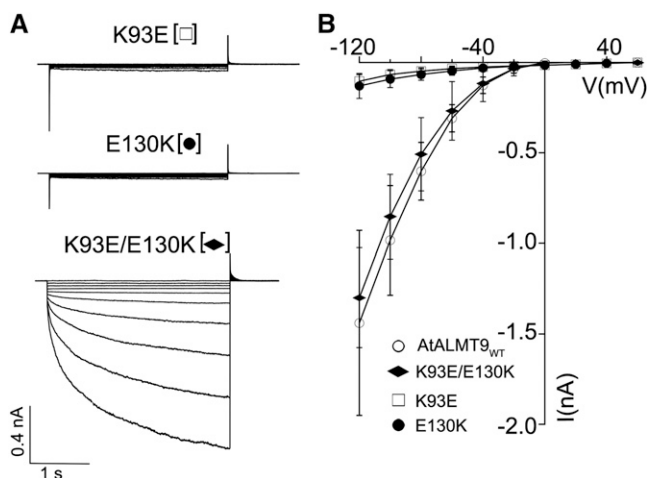 A
K93E [□]
E130K [●]
K93E/E130K [◆]
0.4 nA
1 s
B
-120 -40 40
V(mV)
-0.5
-1.0
-1.5
-2.0
I(nA)
○ AtALMT9WT
◆ K93E/E130K
□ K93E
● E130K